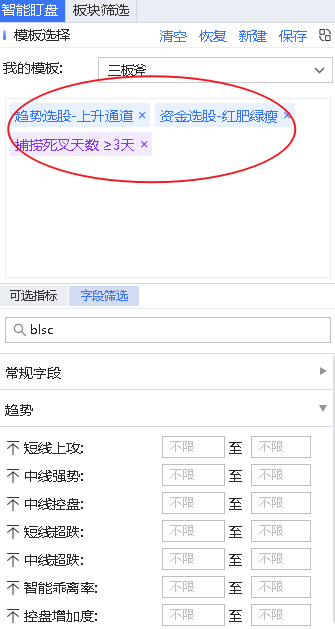 智能盯盘 板块筛选
模板选择 清空 恢复 新建 保存
我的模板: 三板斧
趋势选股-上升通道 × 资金选股-红肥绿瘦 ×
捕捞死叉天数 ≥3天 ×
可选指标 字段筛选
blsc
常规字段
趋势
短线上攻: 不限 至 不限
中线强势: 不限 至 不限
中线控盘: 不限 至 不限
短线超跌: 不限 至 不限
中线超跌: 不限 至 不限
智能乖离率: 不限 至 不限
控盘增加度: 不限 至 不限